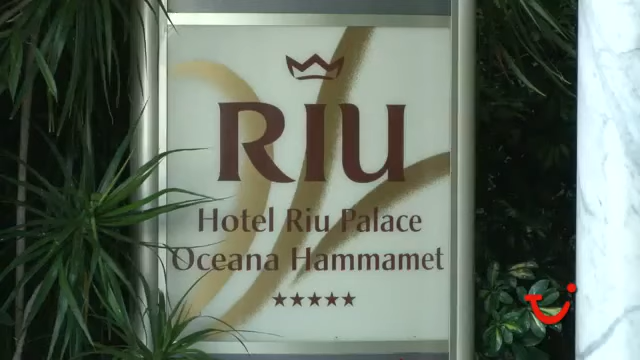 RIU
Hotel Riu Palace
Oceana Hammamet
★★★★★